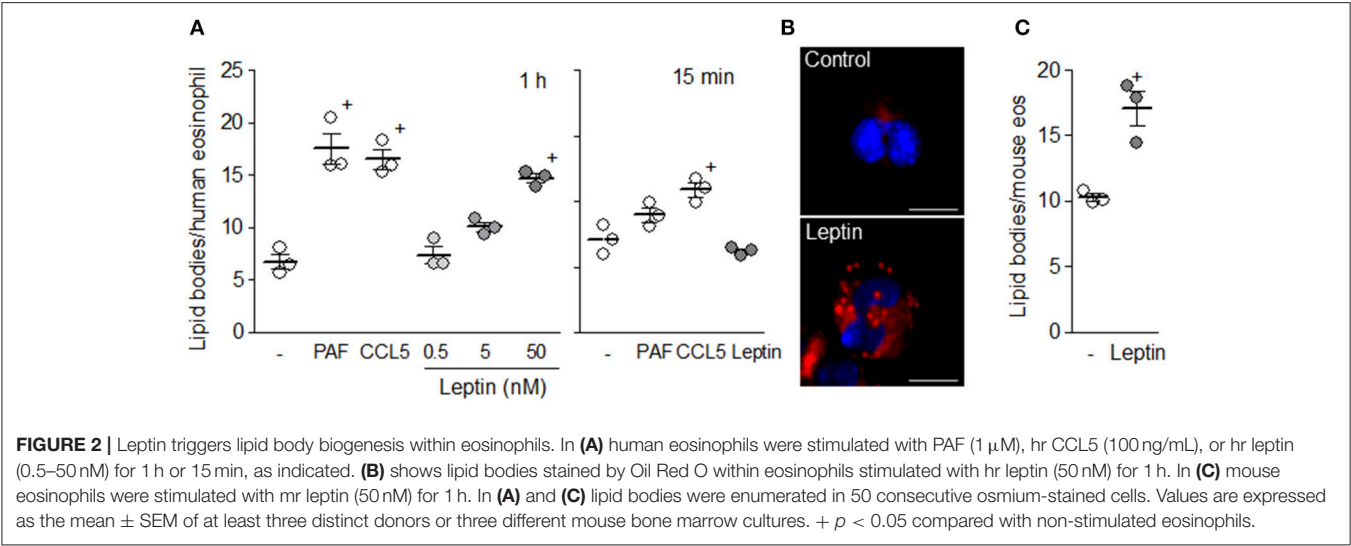 A
B
C
Lipid bodies/human eosinophil
25
20
15
10
5
0
1 h
15 min
+
+
+
+
- PAF CCL5 0.5 5 50
Leptin (nM)
- PAF CCL5 Leptin
Control
Leptin
Lipid bodies/mouse eos
20
15
10
5
0
+
- Leptin
FIGURE 2 | Leptin triggers lipid body biogenesis within eosinophils. In (A) human eosinophils were stimulated with PAF (1 μM), hr CCL5 (100 ng/mL), or hr leptin
(0.5–50 nM) for 1 h or 15 min, as indicated. (B) shows lipid bodies stained by Oil Red O within eosinophils stimulated with hr leptin (50 nM) for 1 h. In (C) mouse
eosinophils were stimulated with mr leptin (50 nM) for 1 h. In (A) and (C) lipid bodies were enumerated in 50 consecutive osmium-stained cells. Values are expressed
as the mean ± SEM of at least three distinct donors or three different mouse bone marrow cultures. + p < 0.05 compared with non-stimulated eosinophils.